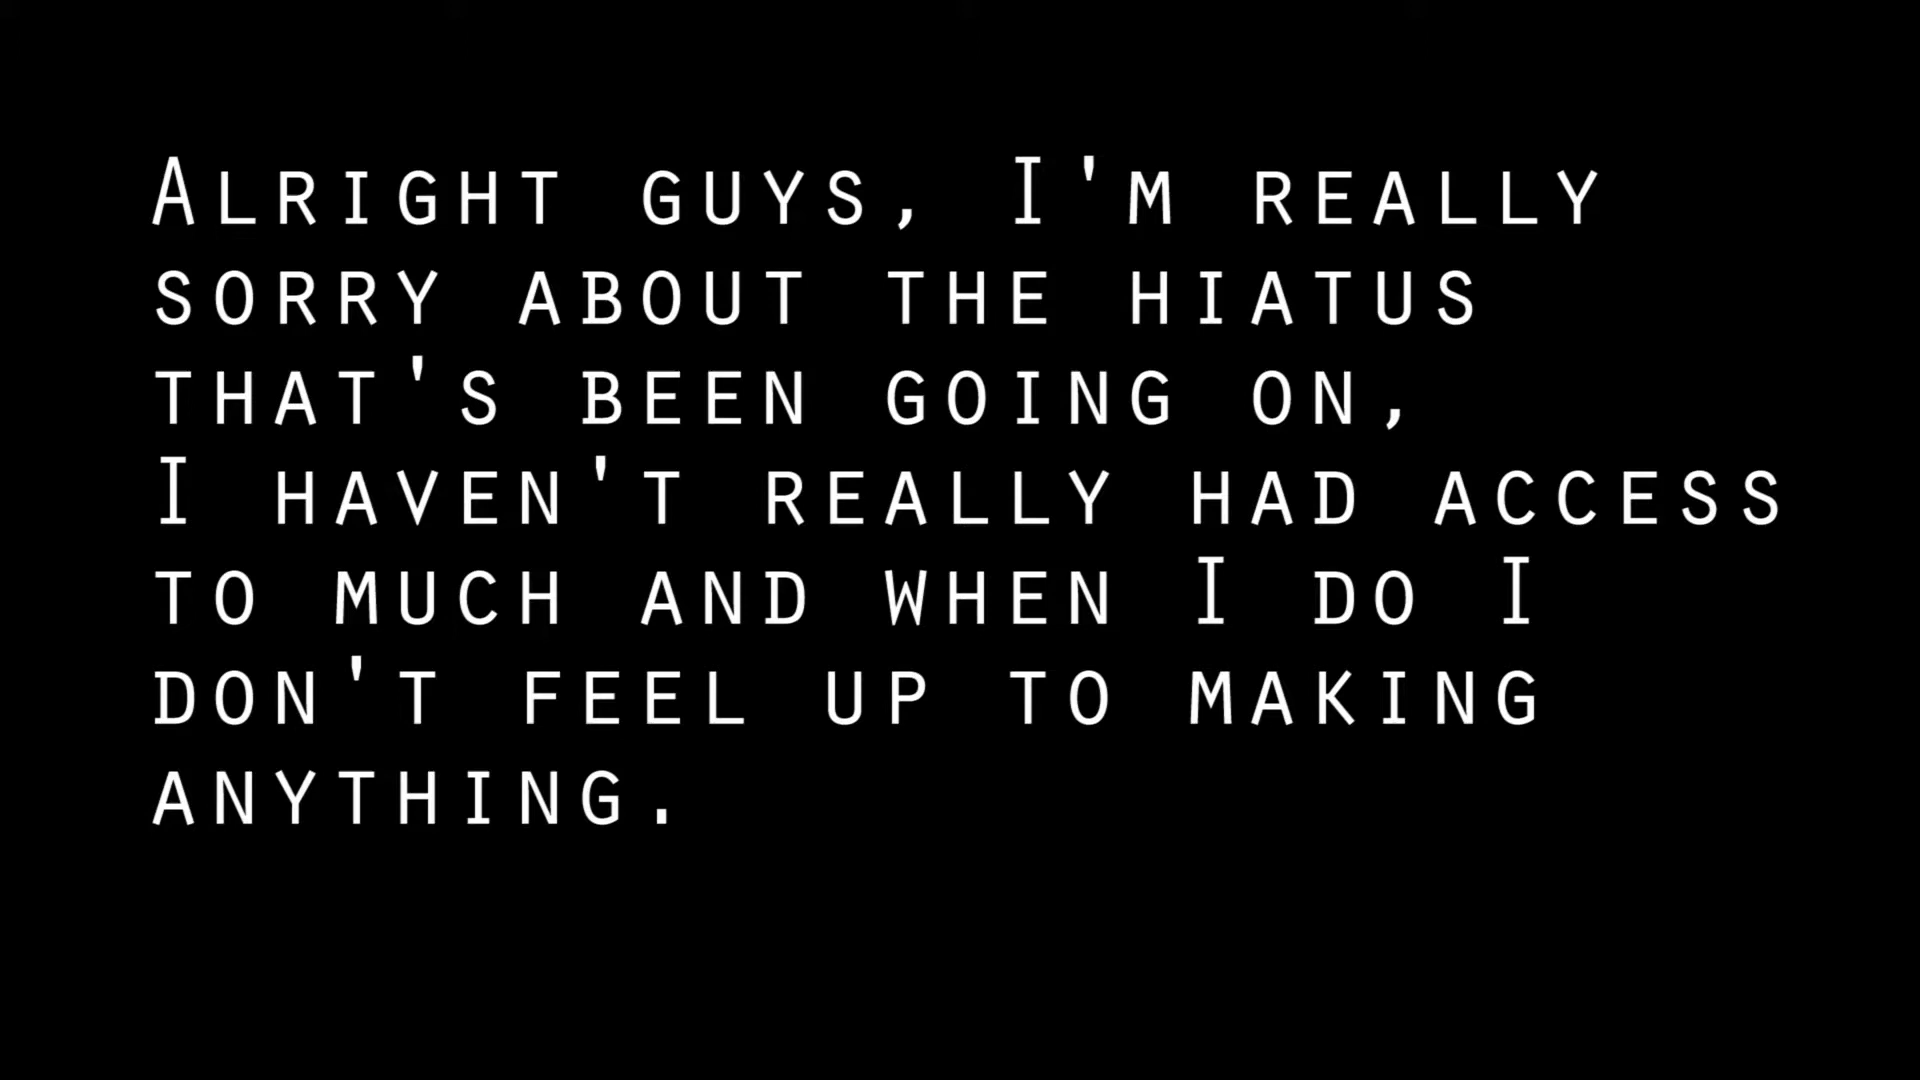 Alright guys, I'm really
sorry about the hiatus
that's been going on,
I haven't really had access
to much and when I do I
don't feel up to making
anything.